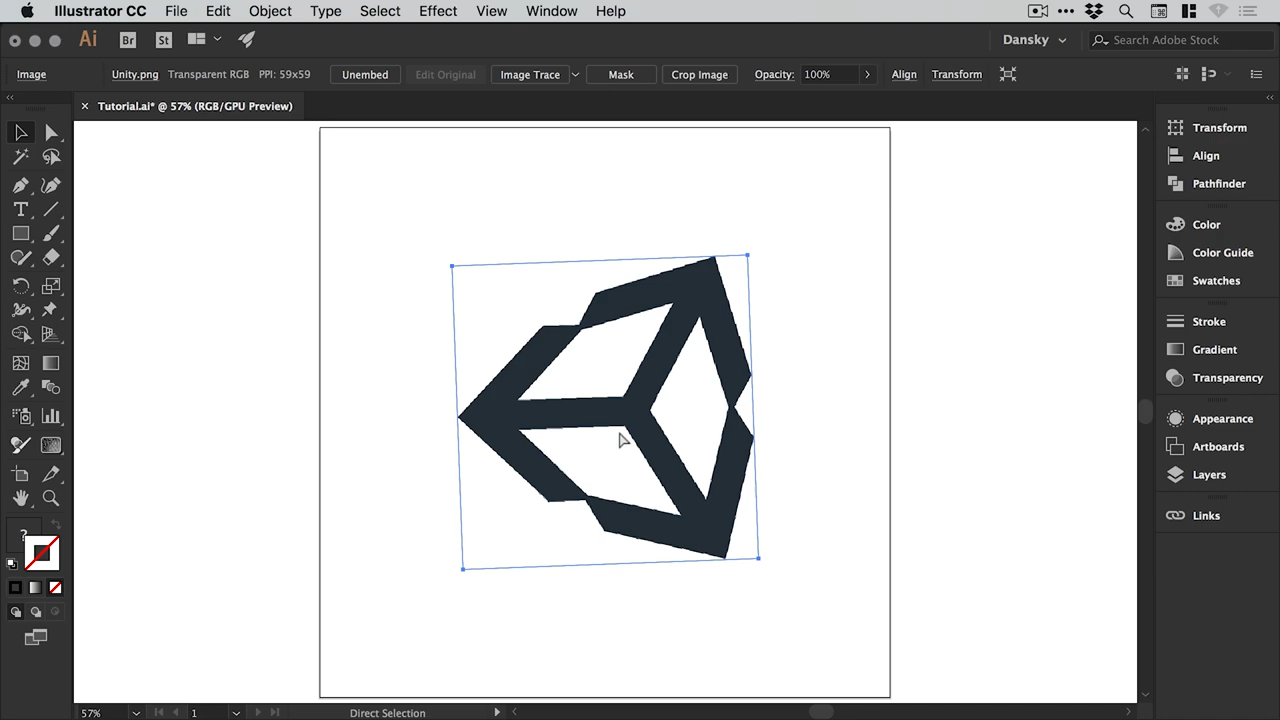 Illustrator CC File Edit Object Type Select Effect View Window Help
Ai Br St Dansky Search Adobe Stock
Image Unity.png Transparent RGB PPI: 59x59 Unembed Edit Original Image Trace Mask Crop Image Opacity: 100% Align Transform
× Tutorial.ai* @ 57% (RGB/GPU Preview)
Transform
Align
Pathfinder
Color
Color Guide
Swatches
Stroke
Gradient
Transparency
Appearance
Artboards
Layers
Links
T
?
57% 1 Direct Selection